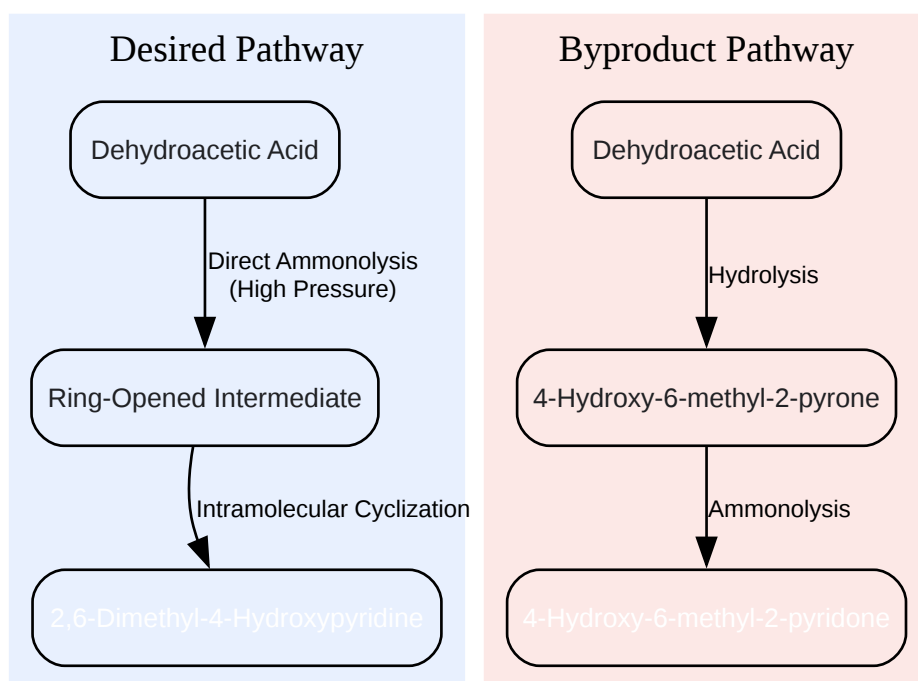 Desired Pathway
Dehydroacetic Acid
Direct Ammonolysis
(High Pressure)
Ring-Opened Intermediate
Intramolecular Cyclization
2,6-Dimethyl-4-Hydroxypyridine
Byproduct Pathway
Dehydroacetic Acid
Hydrolysis
4-Hydroxy-6-methyl-2-pyrone
Ammonolysis
4-Hydroxy-6-methyl-2-pyridone